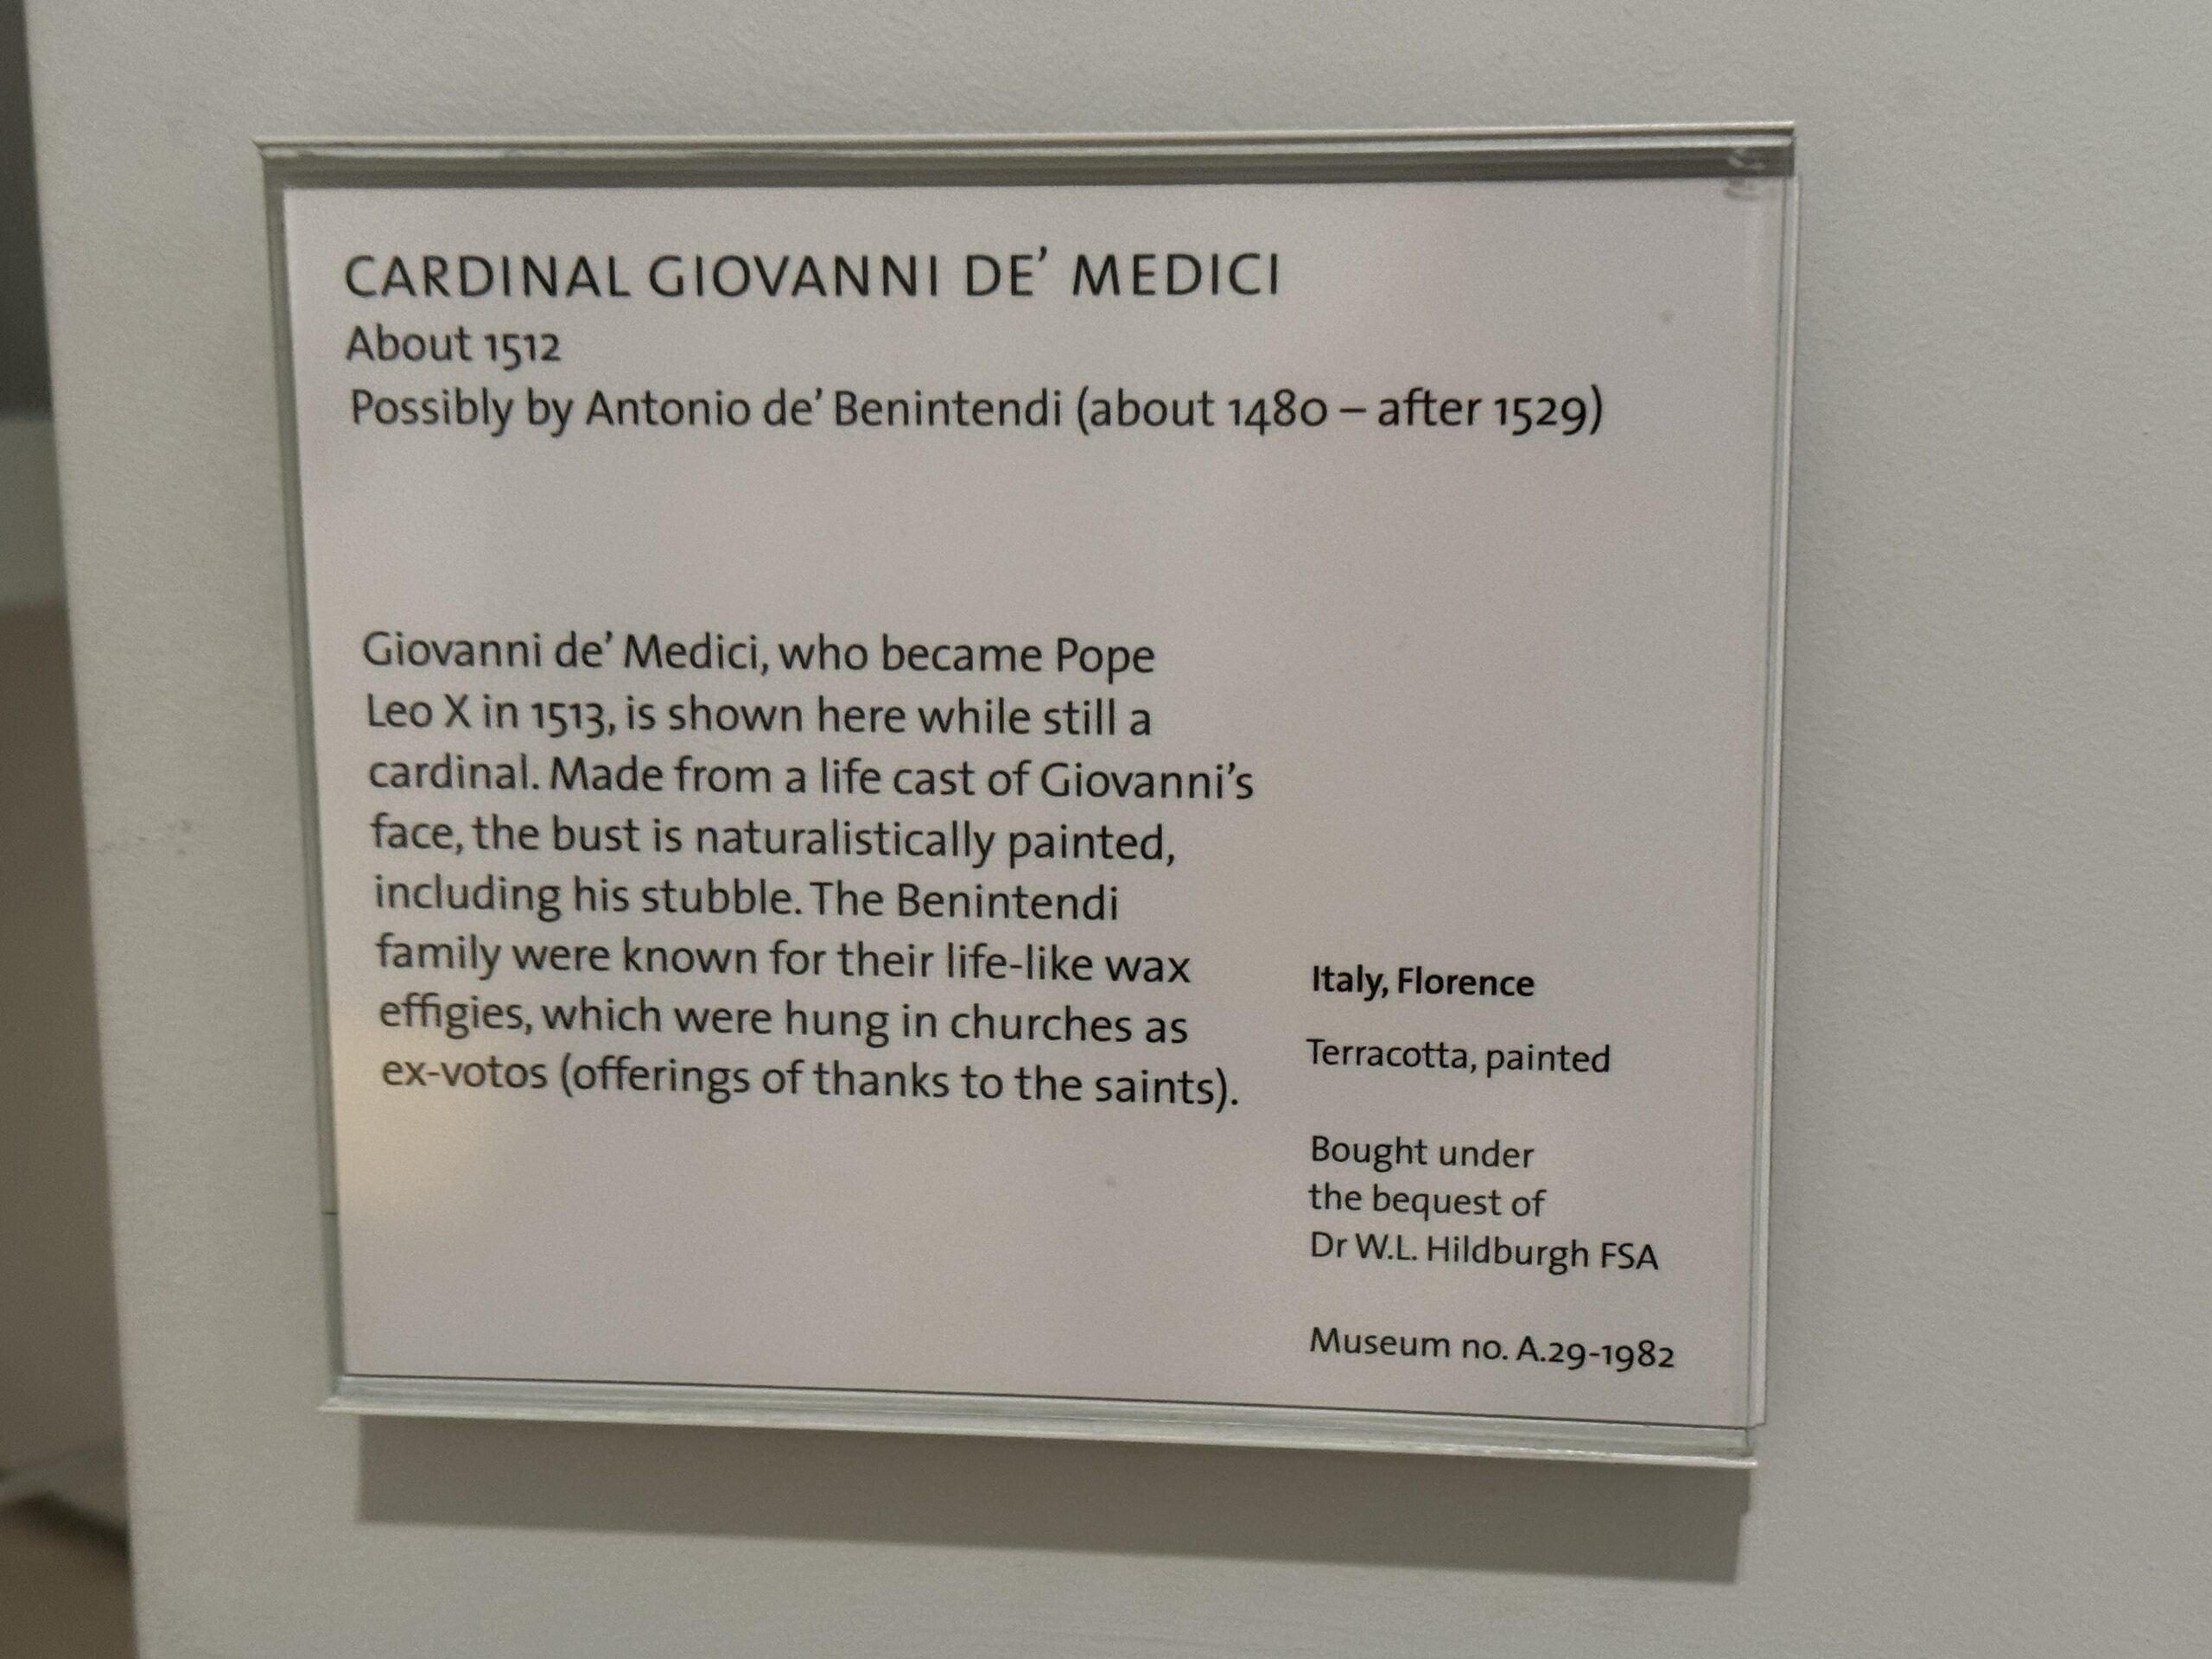 CARDINAL GIOVANNI DE’ MEDICI
About 1512
Possibly by Antonio de’ Benintendi (about 1480 – after 1529)
Giovanni de’ Medici, who became Pope
Leo X in 1513, is shown here while still a
cardinal. Made from a life cast of Giovanni’s
face, the bust is naturalistically painted,
including his stubble. The Benintendi
family were known for their life-like wax
effigies, which were hung in churches as
ex-votos (offerings of thanks to the saints).
Italy, Florence
Terracotta, painted
Bought under
the bequest of
Dr W.L. Hildburgh FSA
Museum no. A.29-1982